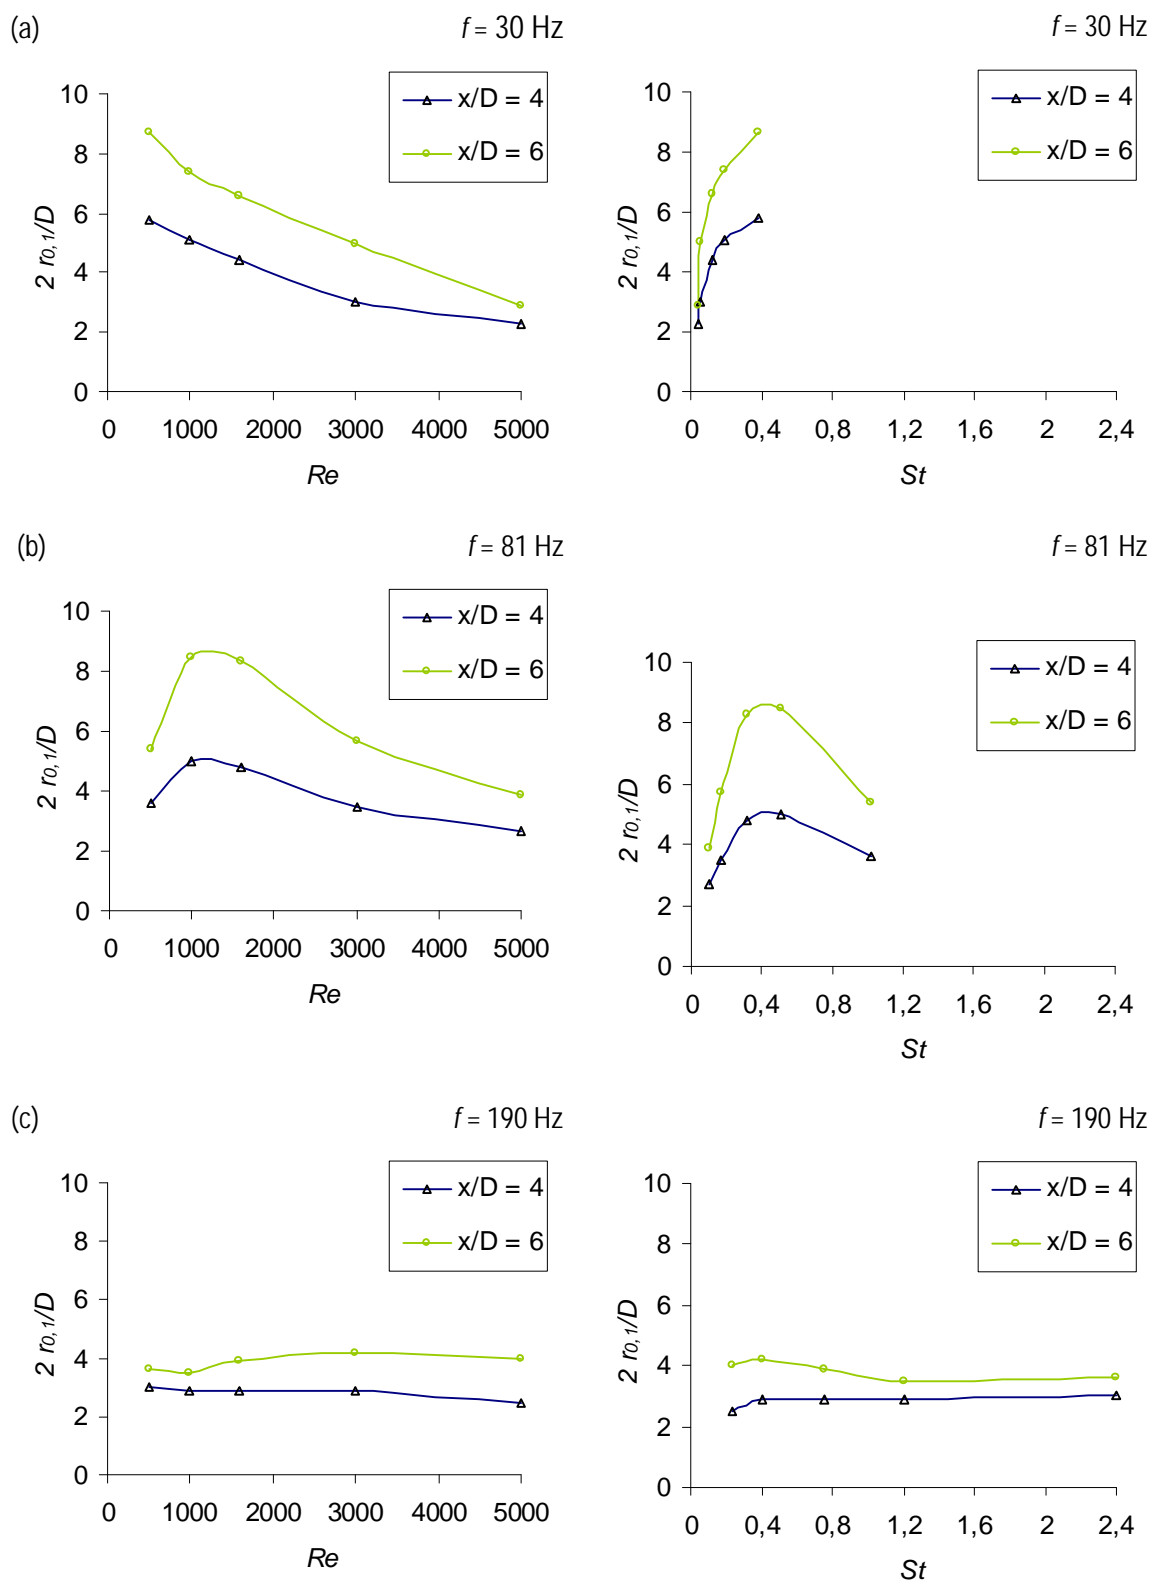 (a)
f = 30 Hz
f = 30 Hz
x/D = 4
x/D = 6
10
8
6
4
2
0
2 r0,1/D
0 1000 2000 3000 4000 5000
Re
x/D = 4
x/D = 6
10
8
6
4
2
0
2 r0,1/D
0 0,4 0,8 1,2 1,6 2 2,4
St
(b)
f = 81 Hz
f = 81 Hz
x/D = 4
x/D = 6
10
8
6
4
2
0
2 r0,1/D
0 1000 2000 3000 4000 5000
Re
x/D = 4
x/D = 6
10
8
6
4
2
0
2 r0,1/D
0 0,4 0,8 1,2 1,6 2 2,4
St
(c)
f = 190 Hz
f = 190 Hz
x/D = 4
x/D = 6
10
8
6
4
2
0
2 r0,1/D
0 1000 2000 3000 4000 5000
Re
x/D = 4
x/D = 6
10
8
6
4
2
0
2 r0,1/D
0 0,4 0,8 1,2 1,6 2 2,4
St